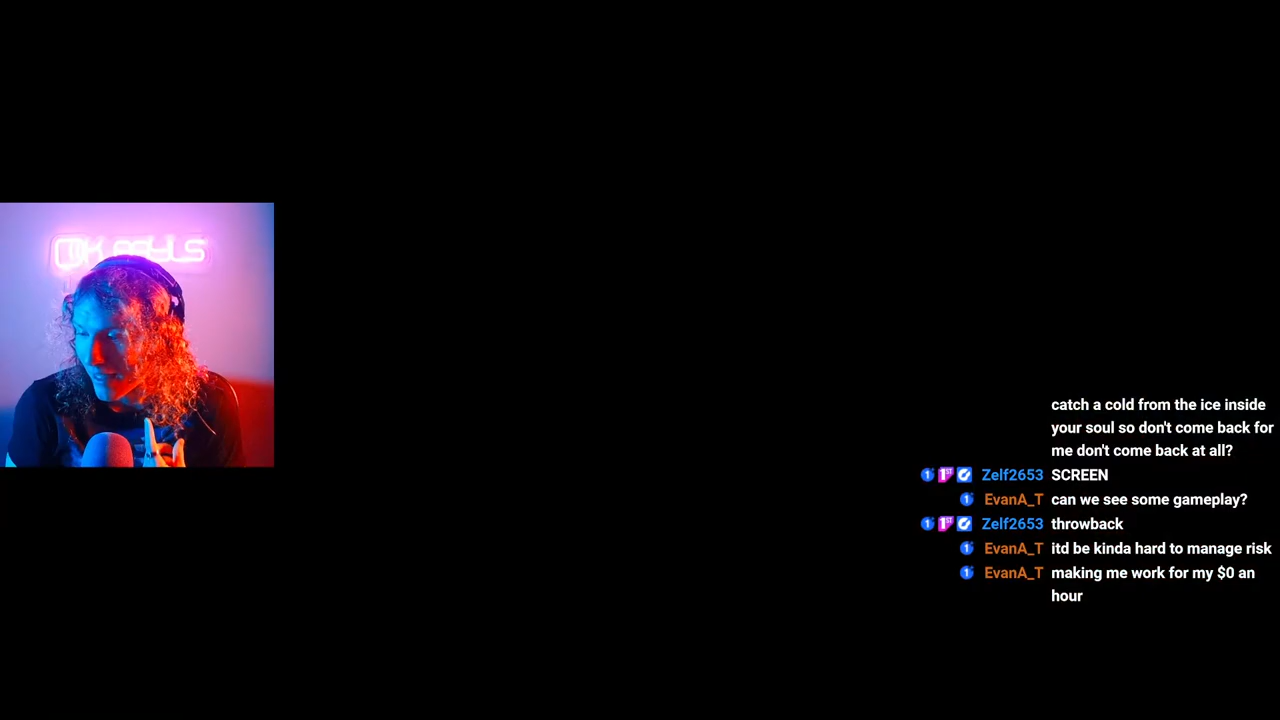 catch a cold from the ice inside
your soul so don't come back for
me don't come back at all?
Zelf2653 SCREEN
EvanA_T can we see some gameplay?
Zelf2653 throwback
EvanA_T itd be kinda hard to manage risk
EvanA_T making me work for my $0 an
hour